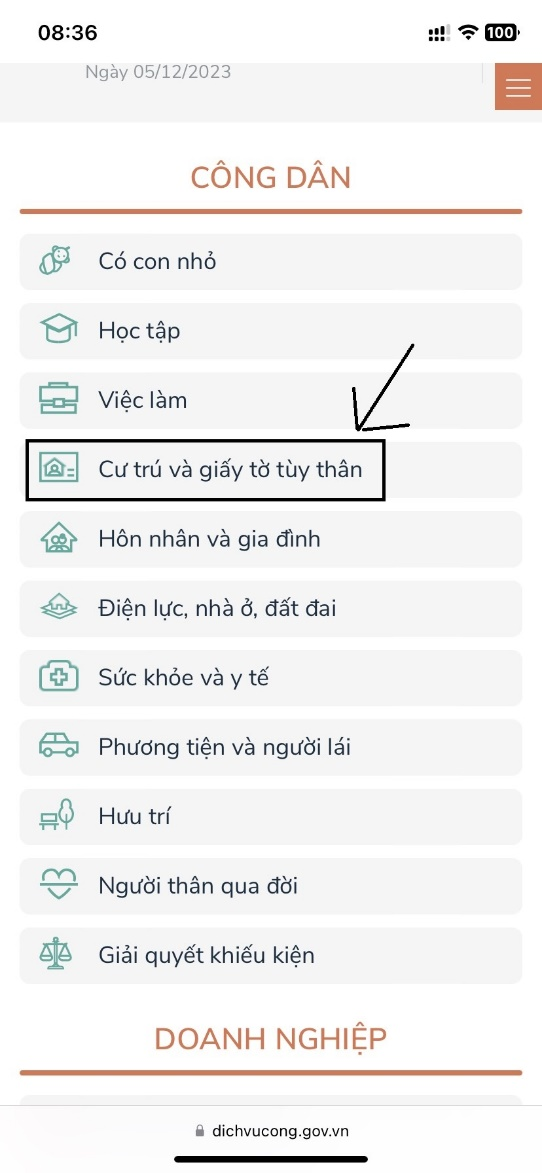 08:36
100
Ngày 05/12/2023
CÔNG DÂN
Có con nhỏ
Học tập
Việc làm
Cư trú và giấy tờ tùy thân
Hôn nhân và gia đình
Điện lực, nhà ở, đất đai
Sức khỏe và y tế
Phương tiện và người lái
Hưu trí
Người thân qua đời
Giải quyết khiếu kiện
DOANH NGHIỆP
dichvucong.gov.vn